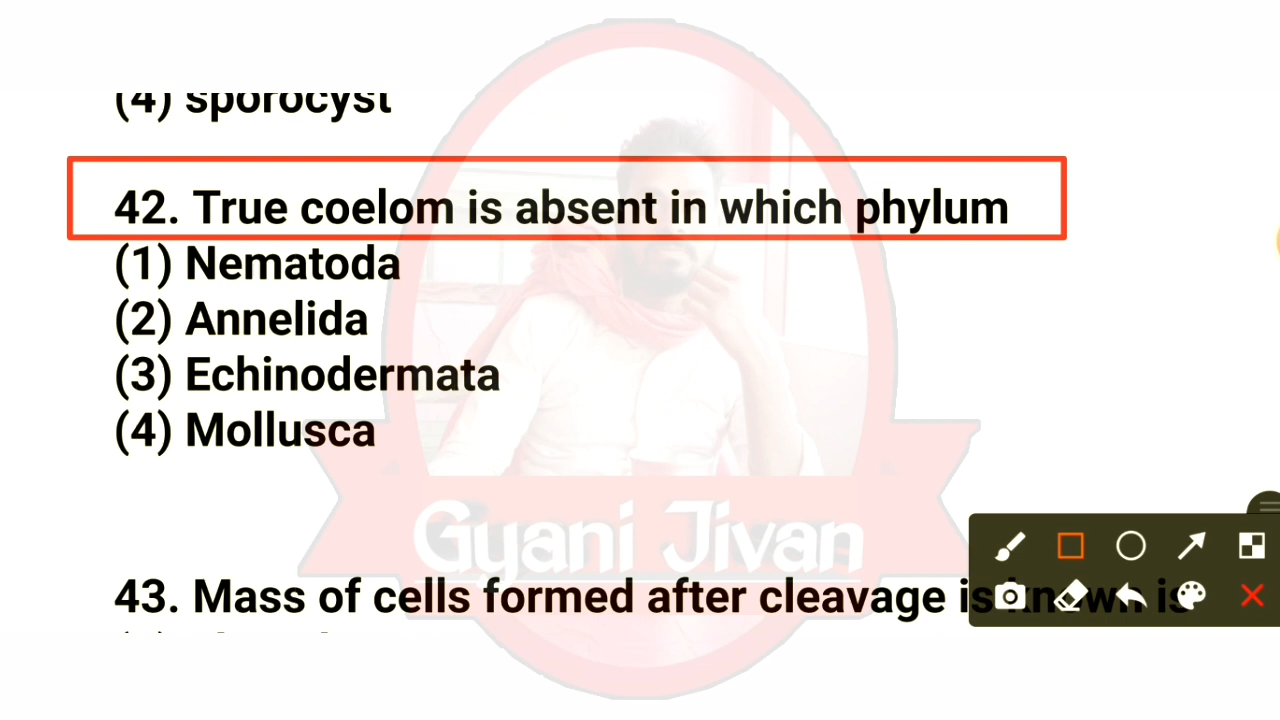 (4) sporocyst
42. True coelom is absent in which phylum
(1) Nematoda
(2) Annelida
(3) Echinodermata
(4) Mollusca
Gyani Jivan
43. Mass of cells formed after cleavage is known is